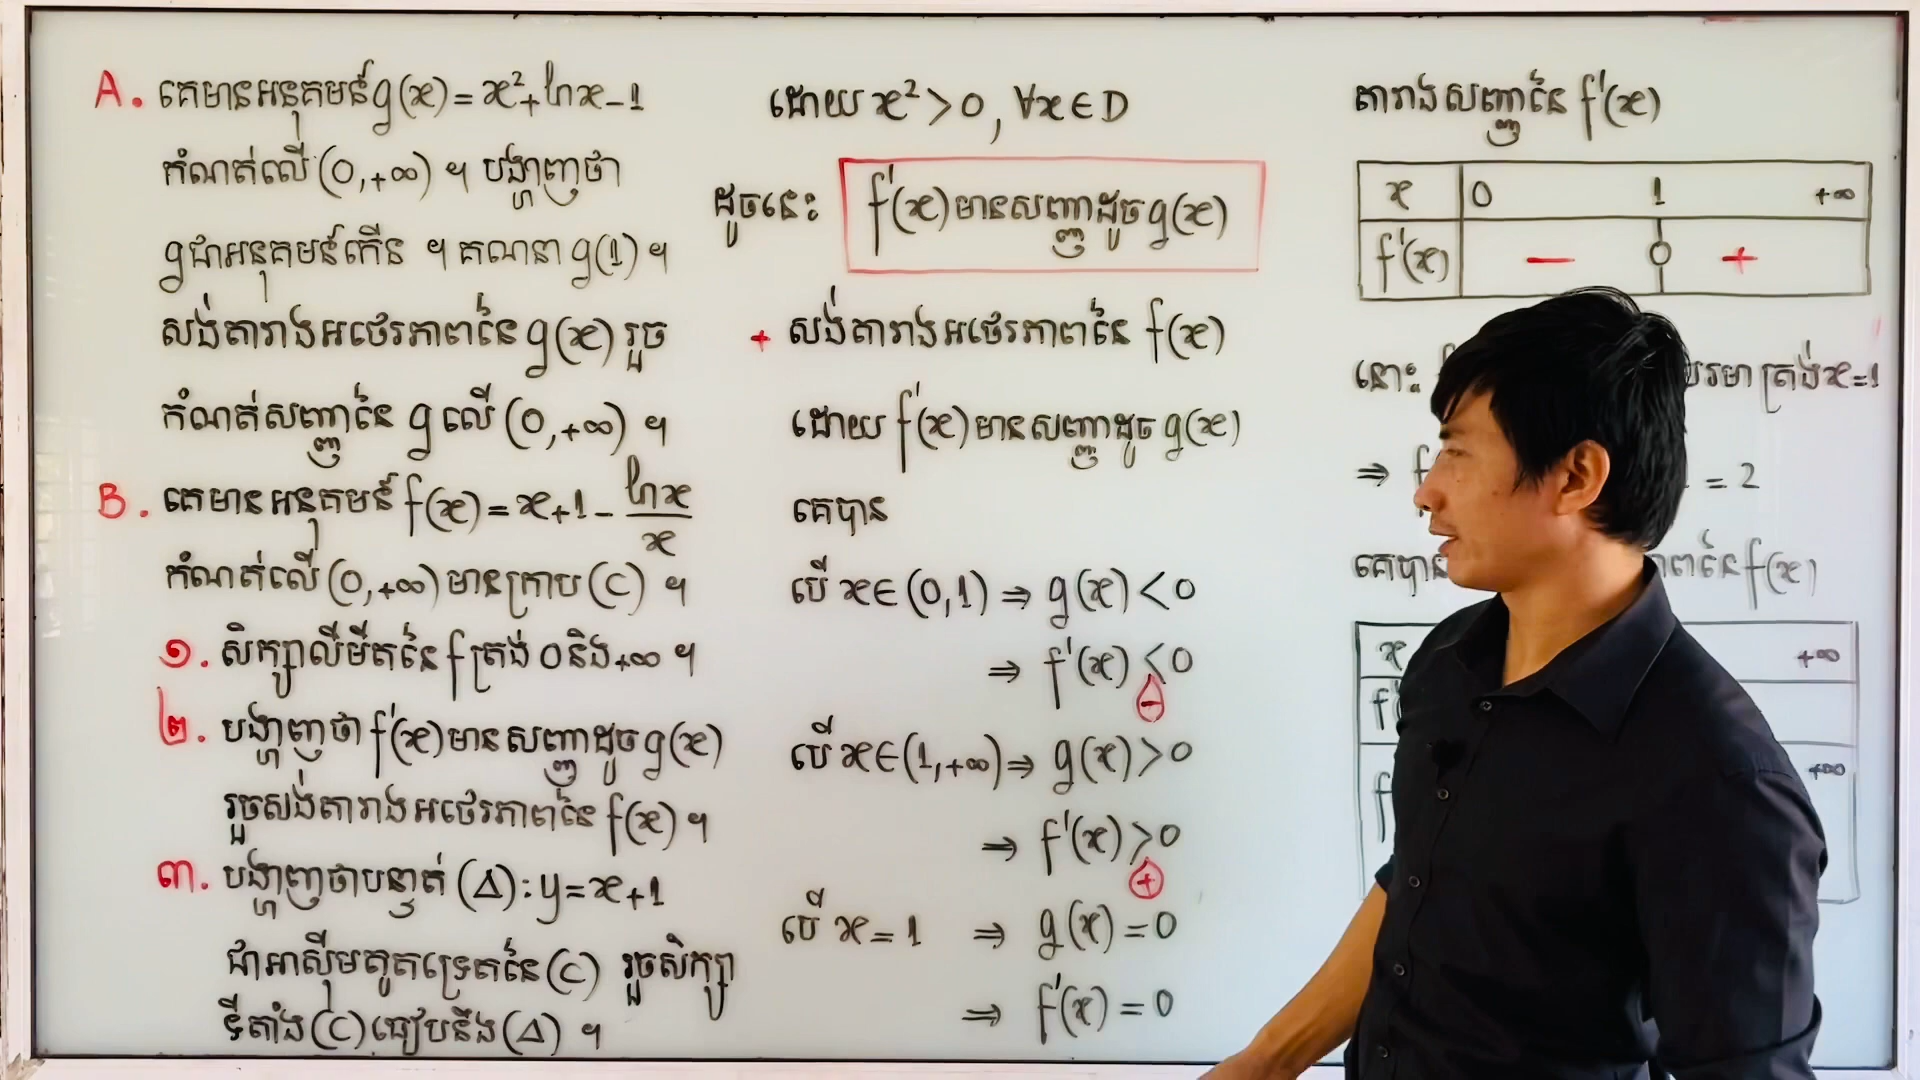 A. គេមានអនុគមន៍ g(x) = x² + lnx - 1
កំណត់លើ (0, +∞) ។ បង្ហាញថា
g ជាអនុគមន៍កើន ។ គណនា g(1) ។
សង់តារាងអថេរភាពនៃ g(x) រួច
កំណត់សញ្ញានៃ g លើ (0, +∞) ។
B. គេមានអនុគមន៍ f(x) = x + 1 - lnx/x
កំណត់លើ (0, +∞) មានក្រាប (C) ។
១. សិក្សាលីមីតនៃ f ត្រង់ 0 និង +∞ ។
២. បង្ហាញថា f'(x) មានសញ្ញាដូច g(x)
រួចសង់តារាងអថេរភាពនៃ f(x) ។
៣. បង្ហាញថាបន្ទាត់ (Δ) : y = x + 1
ជាអាស៊ីមតូតទ្រេតនៃ (C) រួចសិក្សា
ទីតាំង (C) ធៀបនឹង (Δ) ។
ដោយ x² > 0, ∀x ∈ D
ដូចនេះ f'(x) មានសញ្ញាដូច g(x)
+ សង់តារាងអថេរភាពនៃ f(x)
ដោយ f'(x) មានសញ្ញាដូច g(x)
គេបាន
បើ x ∈ (0, 1) ⇒ g(x) < 0
⇒ f'(x) < 0
-
បើ x ∈ (1, +∞) ⇒ g(x) > 0
⇒ f'(x) > 0
+
បើ x = 1 ⇒ g(x) = 0
⇒ f'(x) = 0
តារាងសញ្ញានៃ f'(x)
x 0 1 +∞
f'(x) - 0 +
នោះ ត្រង់ x = 1
⇒ f = 2
គេបាន នៃ f(x)
x +∞
f'
+∞
f